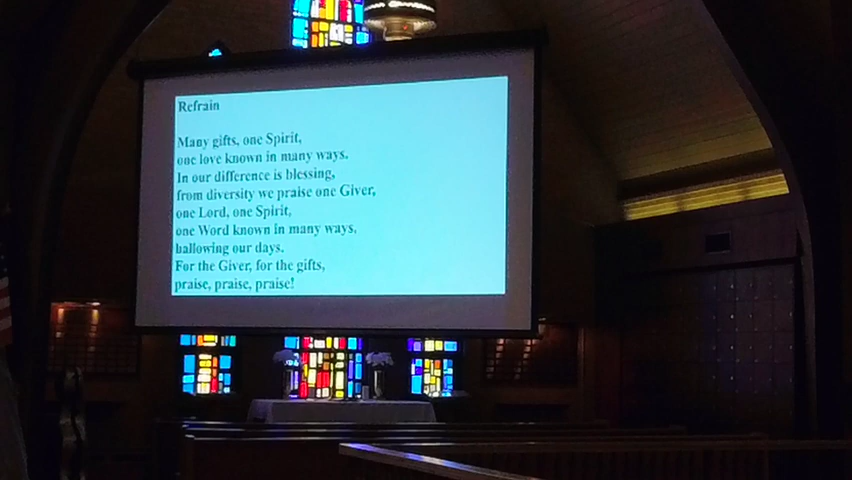 Refrain
Many gifts, one Spirit,
one love known in many ways.
In our difference is blessing,
from diversity we praise one Giver,
one Lord, one Spirit,
one Word known in many ways,
hallowing our days.
For the Giver, for the gifts,
praise, praise, praise!